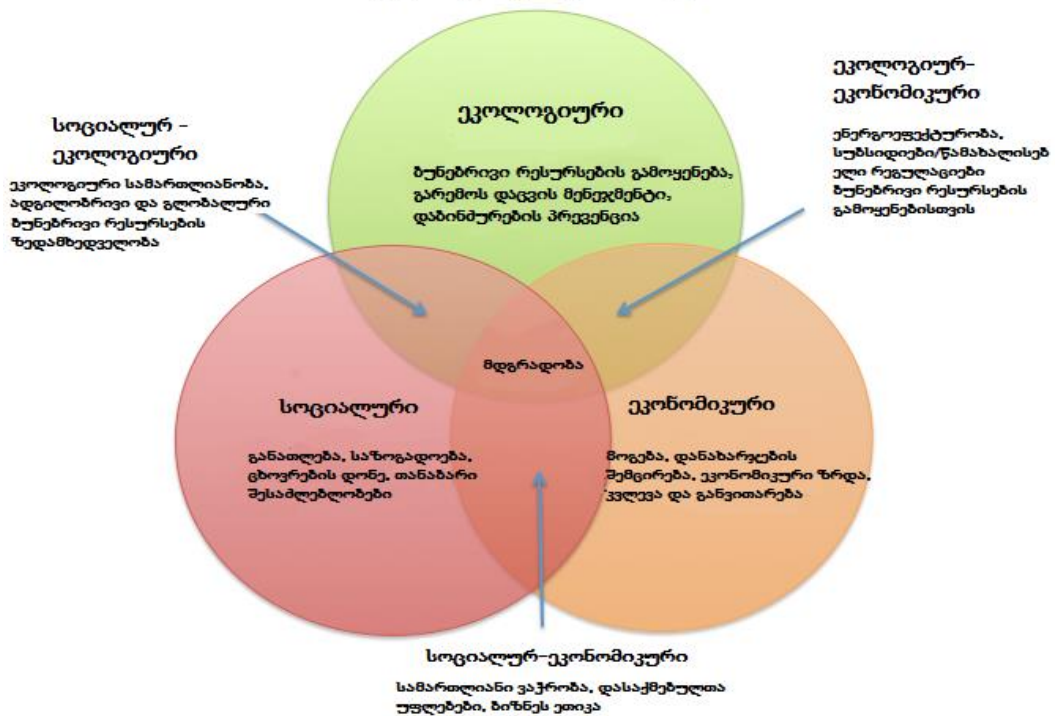 ეკოლოგიური
ბუნებრივი რესურსების გამოყენება,
გარემოს დაცვის მენეჯმენტი,
დაბინძურების პრევენცია
ეკოლოგიურ-
ეკონომიკური
ენერგოეფექტურობა,
სუბსიდიები/წამახალისებ
ელი რეგულაციები
ბუნებრივი რესურსების
გამოყენებისთვის
სოციალურ -
ეკოლოგიური
ეკოლოგიური სამართლიანობა,
ადგილობრივი და გლობალური
ბუნებრივი რესურსების
ზედამხედველობა
მდგრადობა
სოციალური
განათლება, საზოგადოება,
ცხოვრების დონე, თანაბარი
შესაძლებლობები
ეკონომიკური
მოგება, დანახარჯების
შემცირება, ეკონომიკური ზრდა,
კვლევა და განვითარება
სოციალურ-ეკონომიკური
სამართლიანი ვაჭრობა, დასაქმებულთა
უფლებები, ბიზნეს ეთიკა